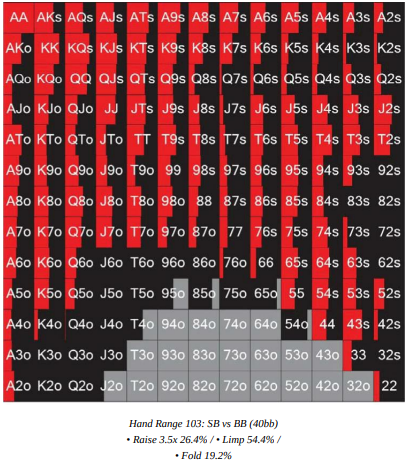 AA AKs AQs AJs ATs A9s A8s A7s A6s A5s A4s A3s A2s
AKo KK KQs KJs KTs K9s K8s K7s K6s K5s K4s K3s K2s
AQo KQo QQ QJs QTs Q9s Q8s Q7s Q6s Q5s Q4s Q3s Q2s
AJo KJo QJo JJ JTs J9s J8s J7s J6s J5s J4s J3s J2s
ATo KTo QTo JTo TT T9s T8s T7s T6s T5s T4s T3s T2s
A9o K9o Q9o J9o T9o 99 98s 97s 96s 95s 94s 93s 92s
A8o K8o Q8o J8o T8o 98o 88 87s 86s 85s 84s 83s 82s
A7o K7o Q7o J7o T7o 97o 87o 77 76s 75s 74s 73s 72s
A6o K6o Q6o J6o T6o 96o 86o 76o 66 65s 64s 63s 62s
A5o K5o Q5o J5o T5o 95o 85o 75o 65o 55 54s 53s 52s
A4o K4o Q4o J4o T4o 94o 84o 74o 64o 54o 44 43s 42s
A3o K3o Q3o J3o T3o 93o 83o 73o 63o 53o 43o 33 32s
A2o K2o Q2o J2o T2o 92o 82o 72o 62o 52o 42o 32o 22
Hand Range 103: SB vs BB (40bb)
• Raise 3.5x 26.4% / • Limp 54.4% /
• Fold 19.2%